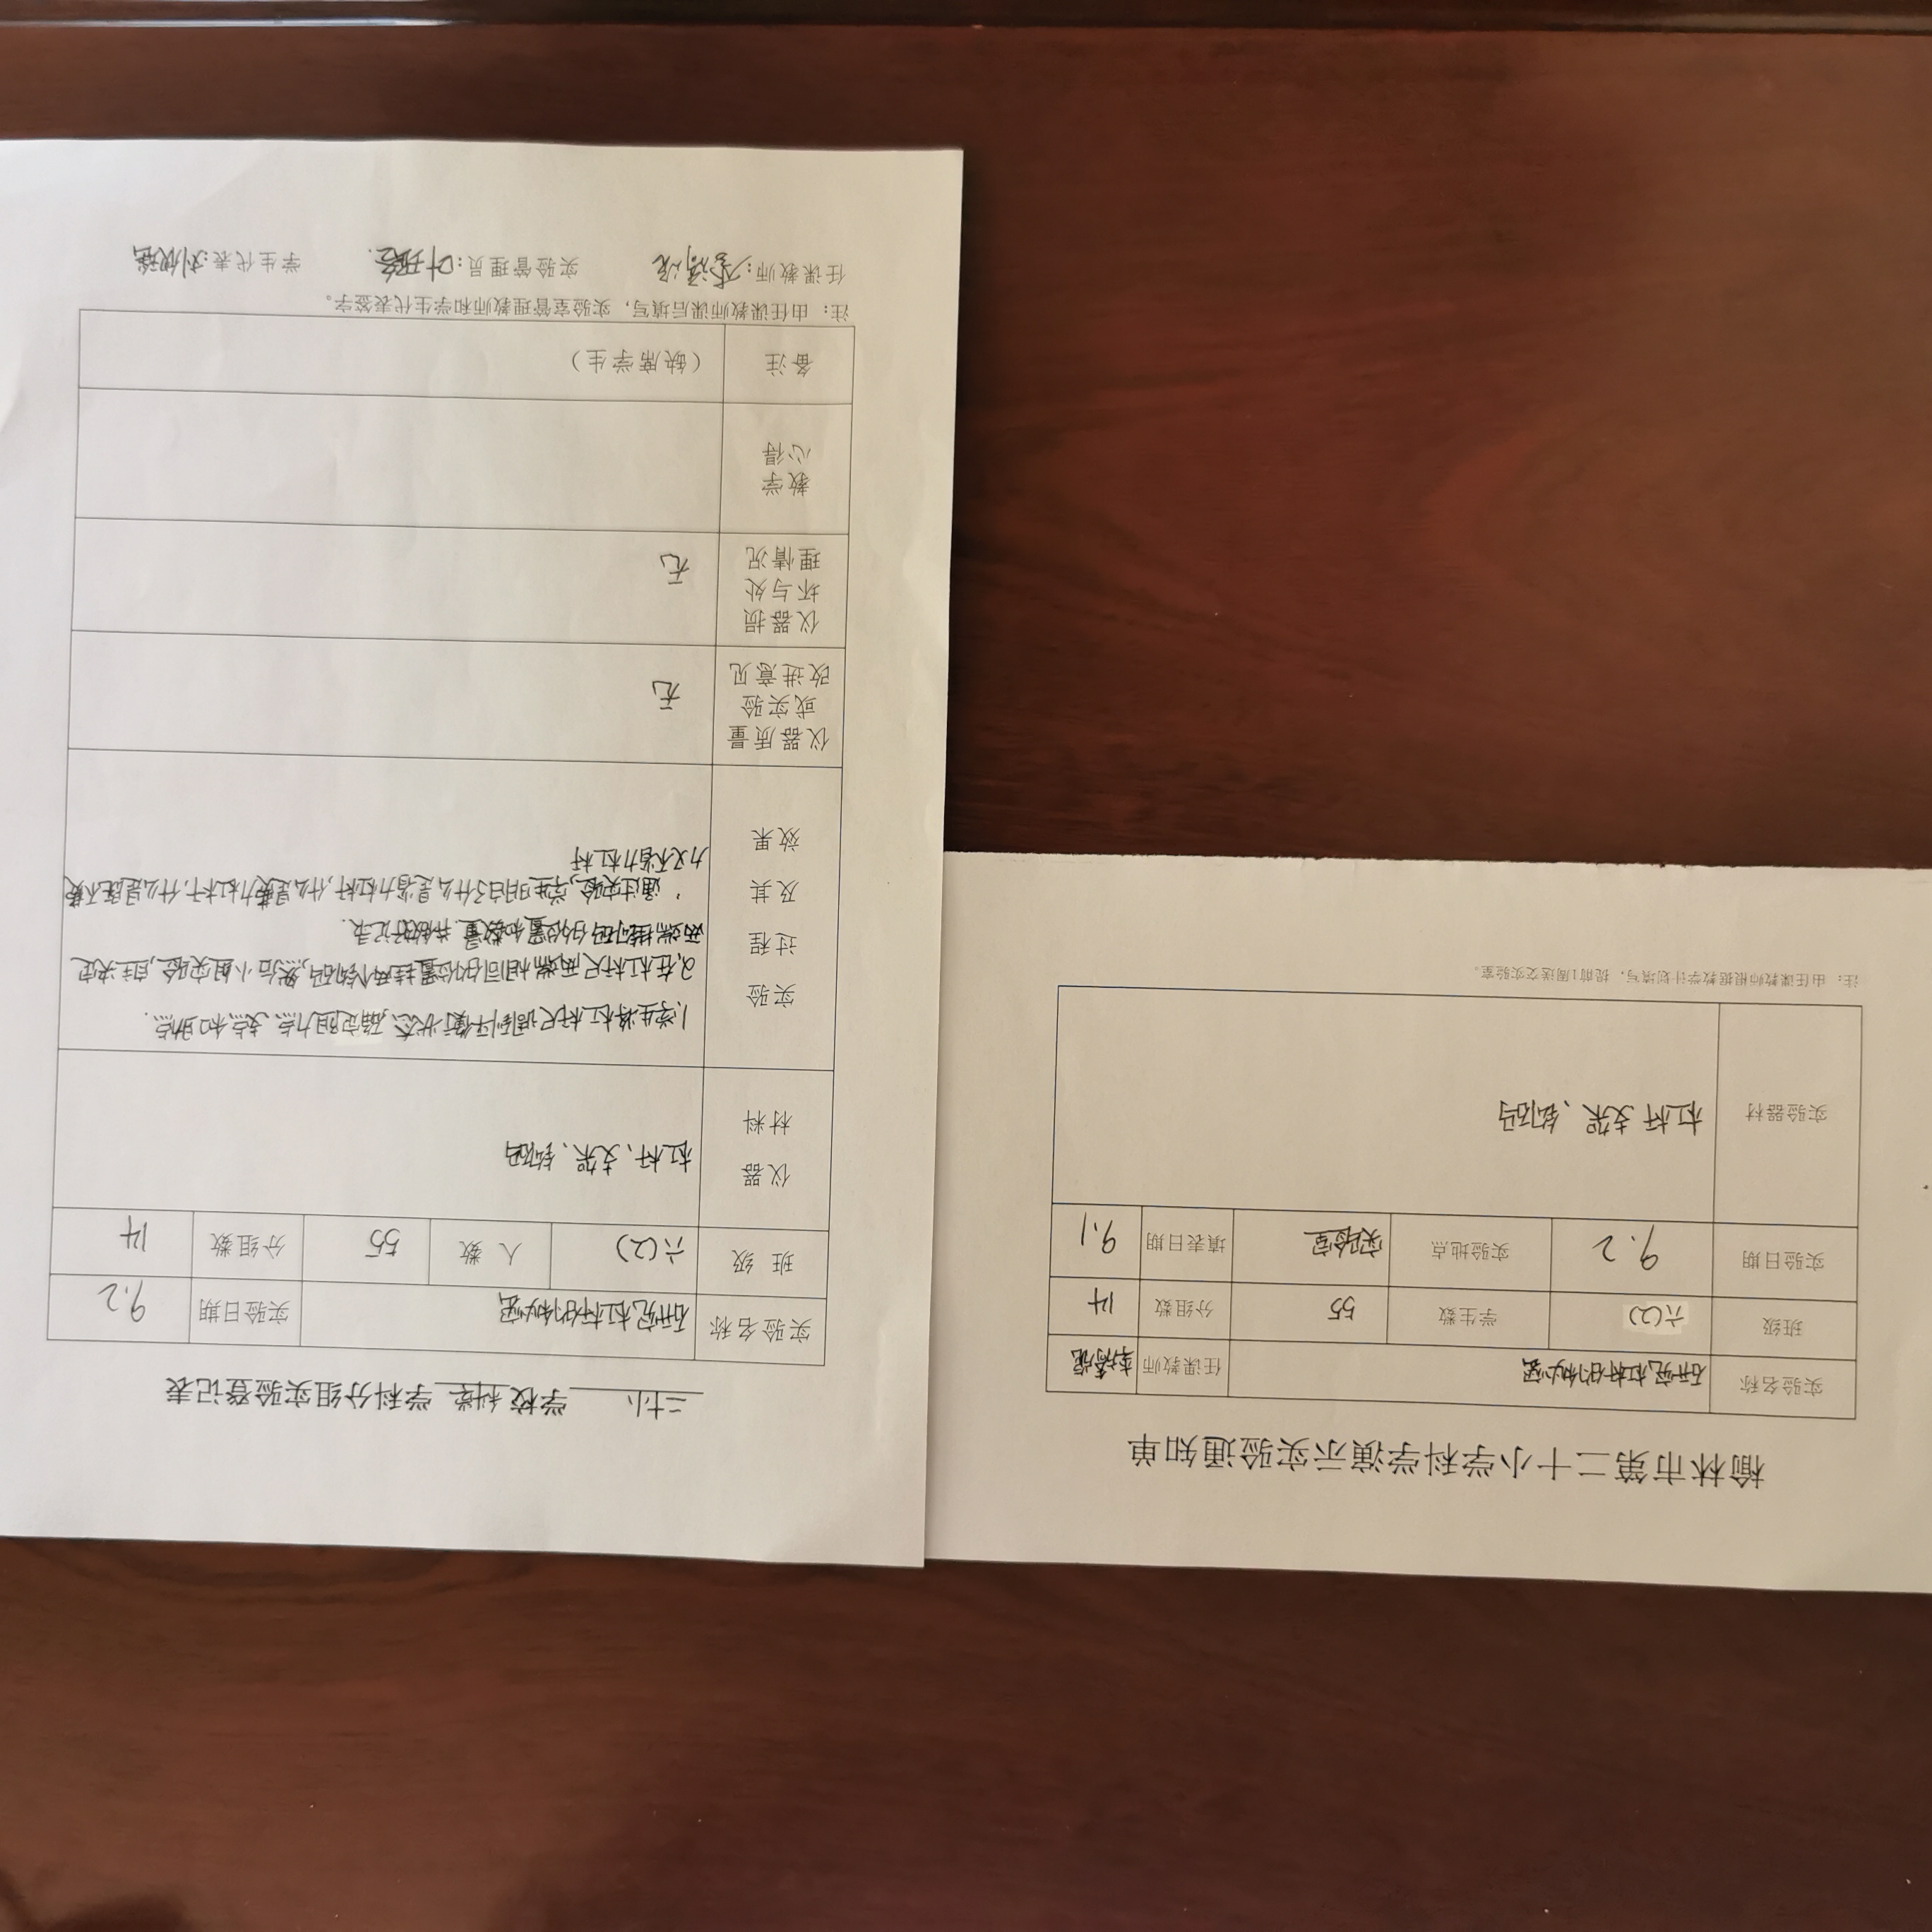 榆林市第二十小学科学演示实验通知单
实验名称 研究杠杆的秘密 任课教师
班级 六(2) 学生数 55 分组数 14
实验日期 9.2 实验地点 实验室 填表日期 9.1
实验器材 杠杆 支架、钩码
注：由任课教师根据教学计划填写，提前1周送交实验室。
二十小 学校 科学 学科分组实验登记表
实验名称 研究杠杆的秘密 实验日期 9.2
班 级 六(2) 人 数 55 分组数 14
仪器
材料
杠杆、支架、钩码
实验
过程
及其
效果
1.学生将杠杆尺调到平衡状态,确定阻力点、支点和
2,在杠杆尺两端相同的位置挂两个钩码,然后小组实验,自主决定
两端挂钩码的位置和数量.并做好记录.
通过实验,学生明白了什么是省力杠杆,什么是费力杠杆,什么是既不费
力又不省力杠杆
仪器质量
或实验
改进意见
无
仪器损
坏与处
理情况
无
教学
心得
备注 （缺席学生）
注：由任课教师课后填写，实验室管理教师和学生代表签字。
任课教师: 实验管理员:叶 学生代表:刘